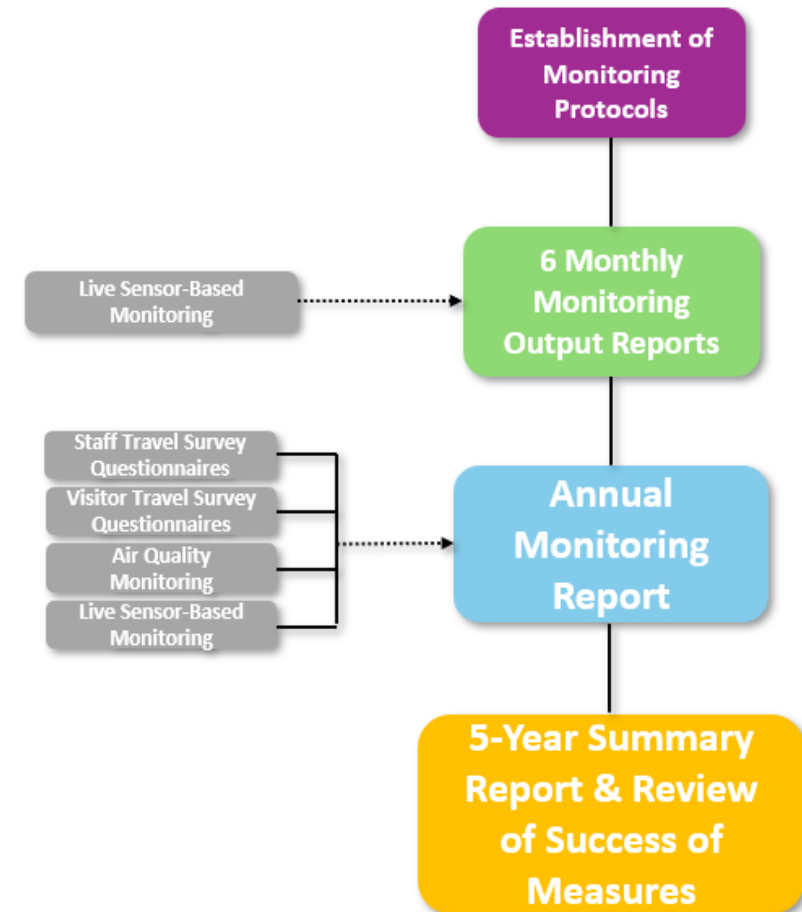 Establishment of
Monitoring
Protocols
6 Monthly
Monitoring
Output Reports
Live Sensor-Based
Monitoring
Staff Travel Survey
Questionnaires
Visitor Travel Survey
Questionnaires
Air Quality
Monitoring
Live Sensor-Based
Monitoring
Annual
Monitoring
Report
5-Year Summary
Report & Review
of Success of
Measures